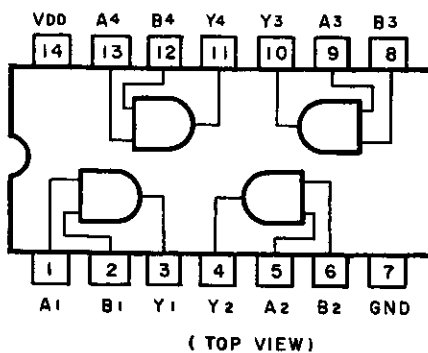 VDD A4 B4 Y4 Y3 A3 B3
14 13 12 11 10 9 8
1 2 3 4 5 6 7
A1 B1 Y1 Y2 A2 B2 GND
(TOP VIEW)